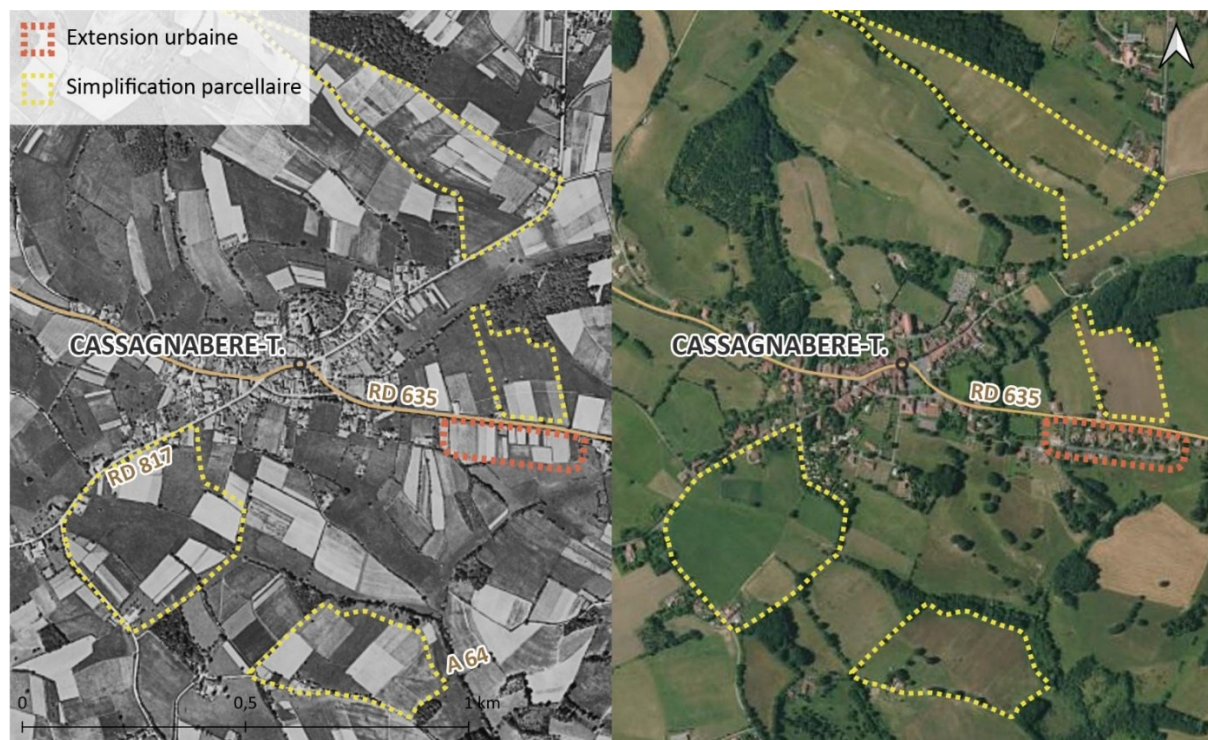 Extension urbaine
Simplification parcellaire
CASSAGNABERE-T.
RD 635
RD 817
A 64
0 0,5 1 km
CASSAGNABERE-T.
RD 635